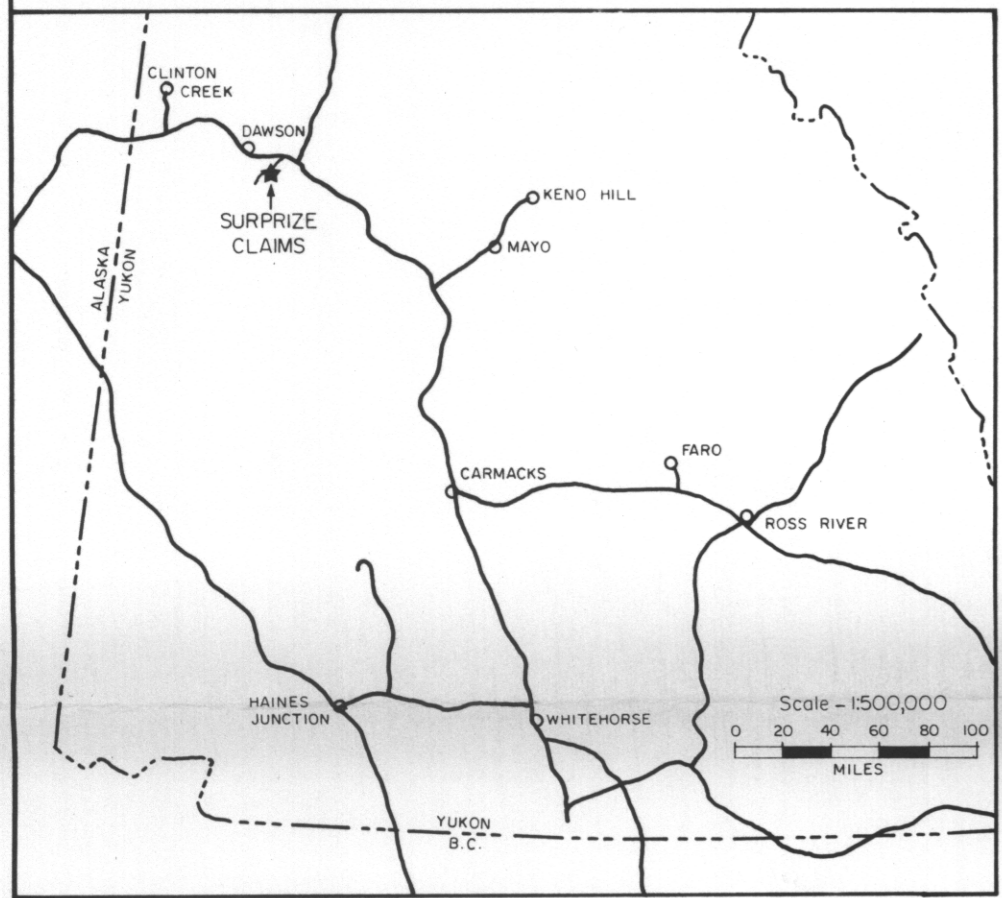 CLINTON
CREEK
DAWSON
SURPRIZE
CLAIMS
KENO HILL
MAYO
ALASKA
YUKON
FARO
CARMACKS
ROSS RIVER
HAINES
JUNCTION
WHITEHORSE
Scale - 1:500,000
0 20 40 60 80 100
MILES
YUKON
B.C.